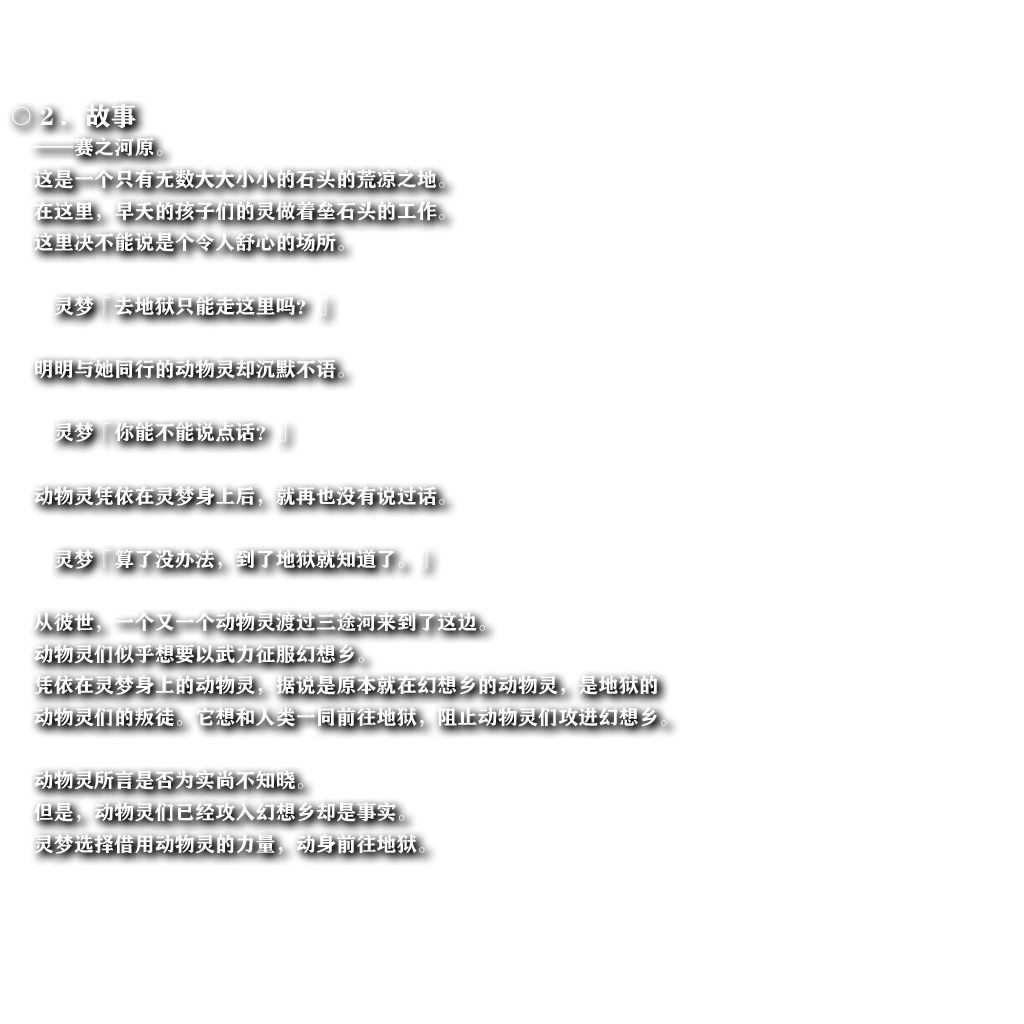 ○ 2．故事
——赛之河原。
这是一个只有无数大大小小的石头的荒凉之地。
在这里，早夭的孩子们的灵做着垒石头的工作。
这里决不能说是个令人舒心的场所。
灵梦「去地狱只能走这里吗？」
明明与她同行的动物灵却沉默不语。
灵梦「你能不能说点话？」
动物灵凭依在灵梦身上后，就再也没有说过话。
灵梦「算了没办法，到了地狱就知道了。」
从彼世，一个又一个动物灵渡过三途河来到了这边。
动物灵们似乎想要以武力征服幻想乡。
凭依在灵梦身上的动物灵，据说是原本就在幻想乡的动物灵，是地狱的
动物灵们的叛徒。它想和人类一同前往地狱，阻止动物灵们攻进幻想乡。
动物灵所言是否为实尚不知晓。
但是，动物灵们已经攻入幻想乡却是事实。
灵梦选择借用动物灵的力量，动身前往地狱。